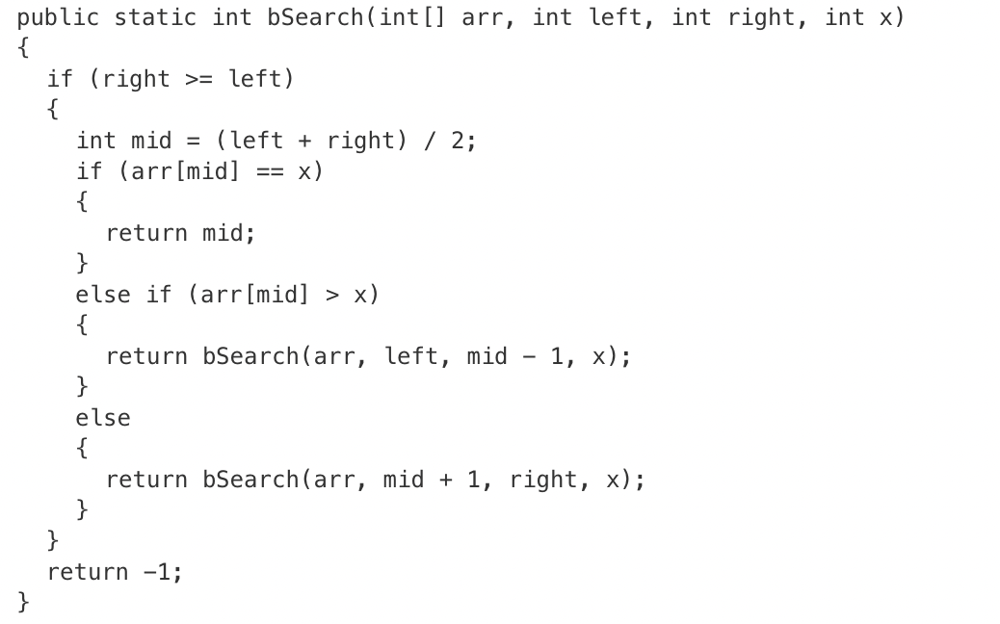 public static int bSearch(int[] arr, int left, int right, int x)
{
  if (right >= left)
  {
    int mid = (left + right) / 2;
    if (arr[mid] == x)
    {
      return mid;
    }
    else if (arr[mid] > x)
    {
      return bSearch(arr, left, mid – 1, x);
    }
    else
    {
      return bSearch(arr, mid + 1, right, x);
    }
  }
  return –1;
}